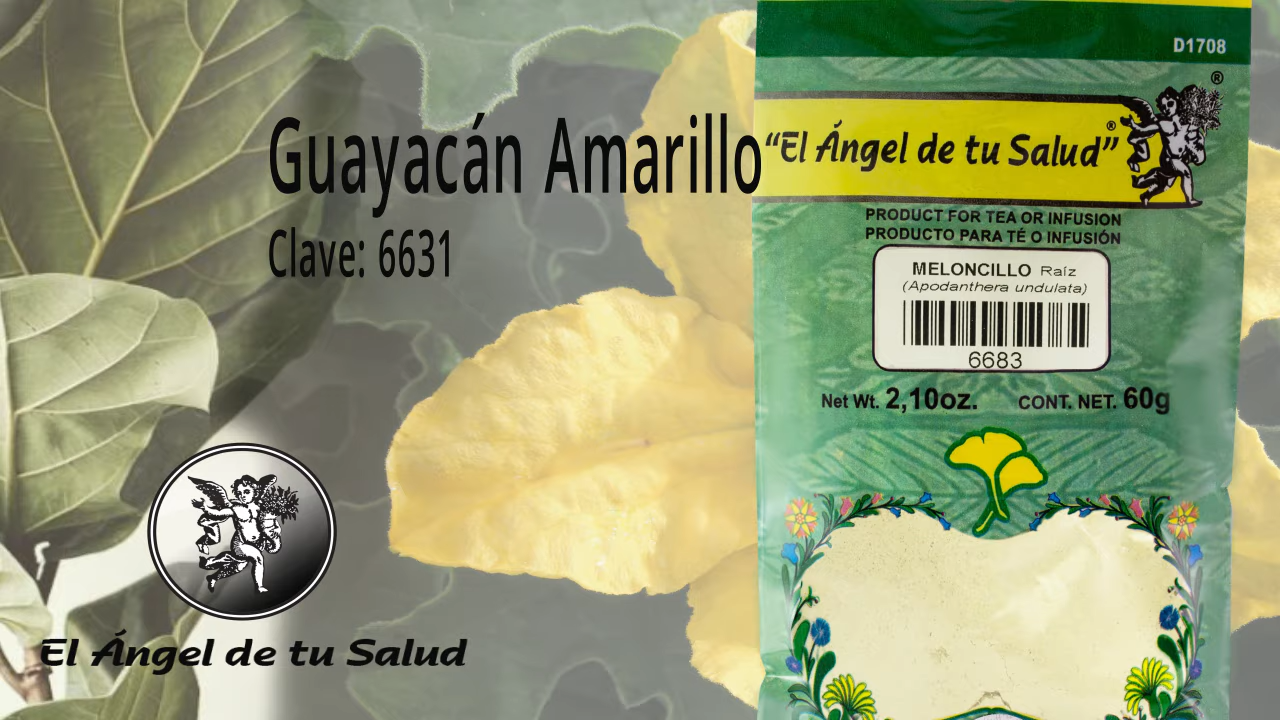 Guayacán Amarillo
Clave: 6631
El Ángel de tu Salud
D1708
®
“El Ángel de tu Salud”®
PRODUCT FOR TEA OR INFUSION
PRODUCTO PARA TÉ O INFUSIÓN
MELONCILLO Raíz
(Apodanthera undulata)
6683
Net Wt. 2,10oz. CONT. NET. 60g